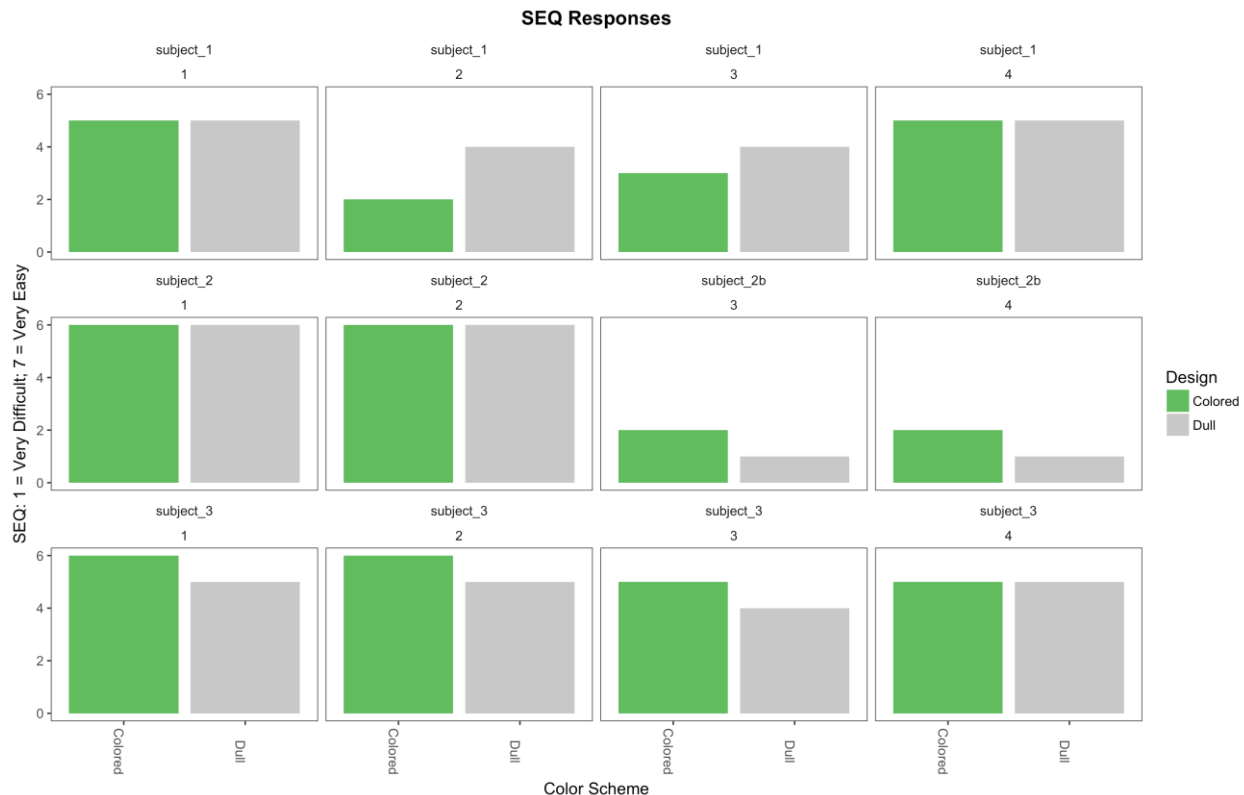 SEQ Responses
subject_1 subject_1 subject_1 subject_1
1 2 3 4
6
4
2
0
subject_2 subject_2 subject_2b subject_2b
1 2 3 4
6
4
2
0
subject_3 subject_3 subject_3 subject_3
1 2 3 4
6
4
2
0
Colored Dull Colored Dull Colored Dull Colored Dull
Color Scheme
SEQ: 1 = Very Difficult; 7 = Very Easy
Design
Colored
Dull